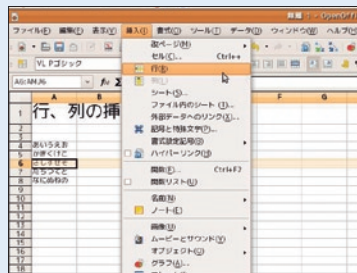 無題 1 - OpenOffi
ファイル(F) 編集(E) 表示(V) 挿入(I) 書式(O) ツール(T) データ(D) ウィンドウ(W) ヘルプ(H)
改ページ(M)
セル(C)... Ctrl++
行(R)
列(L)
シート(S)...
ファイル内のシート(I)...
外部データへのリンク(X)...
記号と特殊文字(P)...
書式設定記号(O)
ハイパーリンク(H)
関数(F)... Ctrl+F2
関数リスト(U)
名前(N)
ノート(E)
画像(U)
ムービーとサウンド(V)
オブジェクト(O)
グラフ(A)...
VL Pゴシック
A6:AMJ6
A
B
F
G
1 行、列の挿
2
3
4 あいうえお
5 かきくけこ
6 さしすせそ
7 たちつてと
8 なにぬねの
9
10
11
12
13
14
15
16
17
18